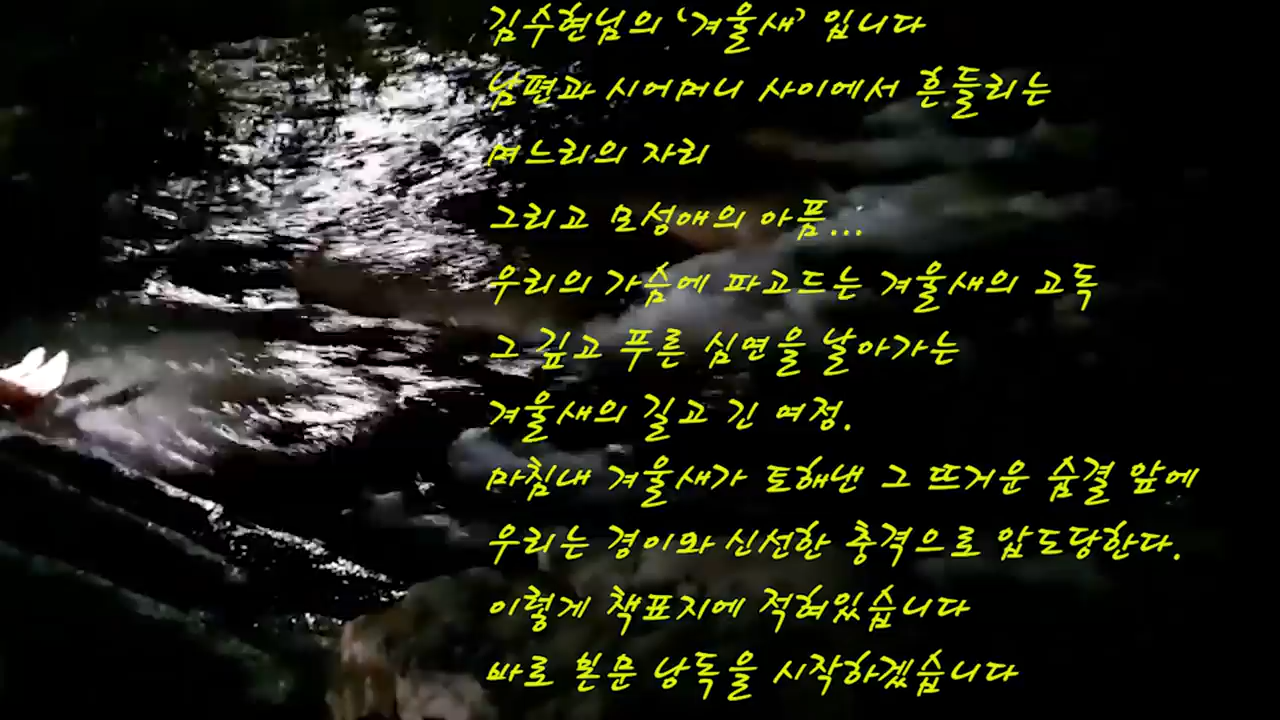 김수현님의 ‘겨울새’ 입니다
남편과 시어머니 사이에서 흔들리는
며느리의 자리
그리고 모성애의 아픔...
우리의 가슴에 파고드는 겨울새의 고독
그 깊고 푸른 심연을 날아가는
겨울새의 길고 긴 여정.
마침내 겨울새가 토해낸 그 뜨거운 숨결 앞에
우리는 경이와 신선한 충격으로 압도당한다.
이렇게 책표지에 적혀있습니다
바로 본문 낭독을 시작하겠습니다